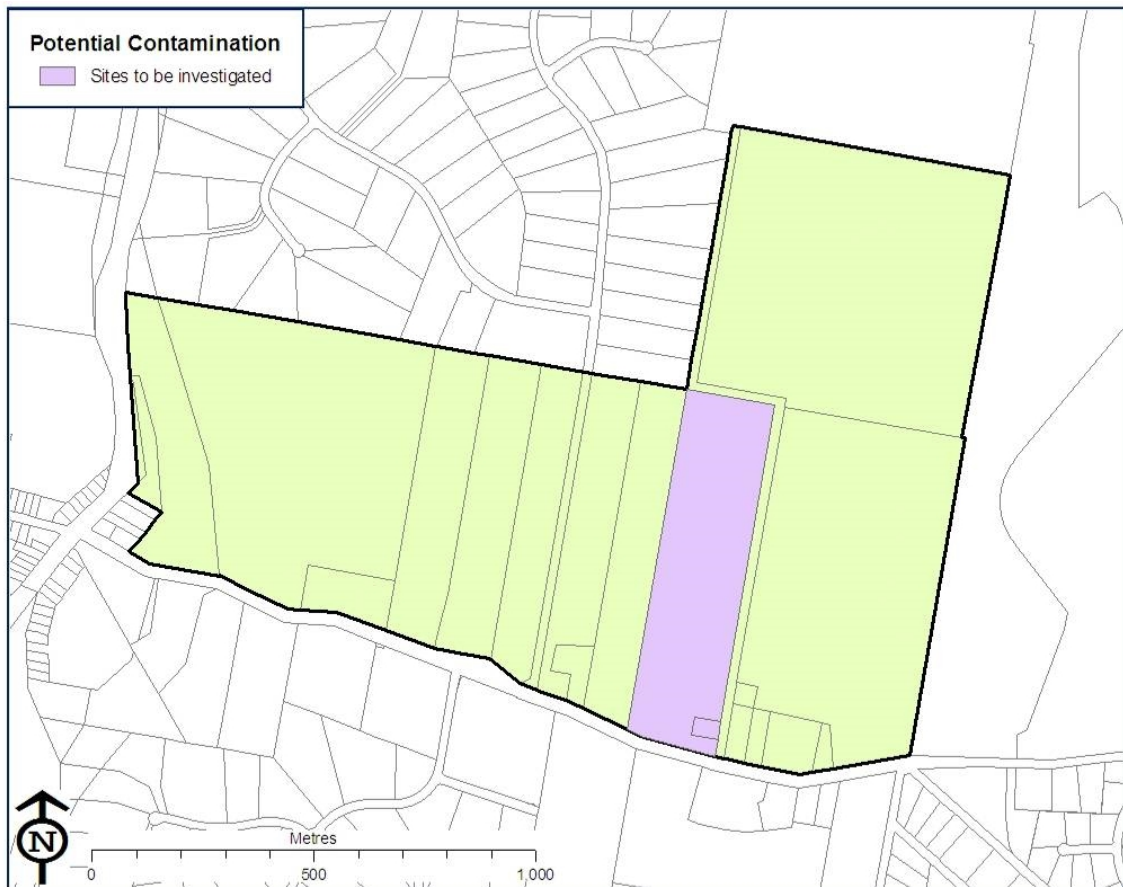 Potential Contamination
Sites to be investigated
N
Metres
0 500 1,000